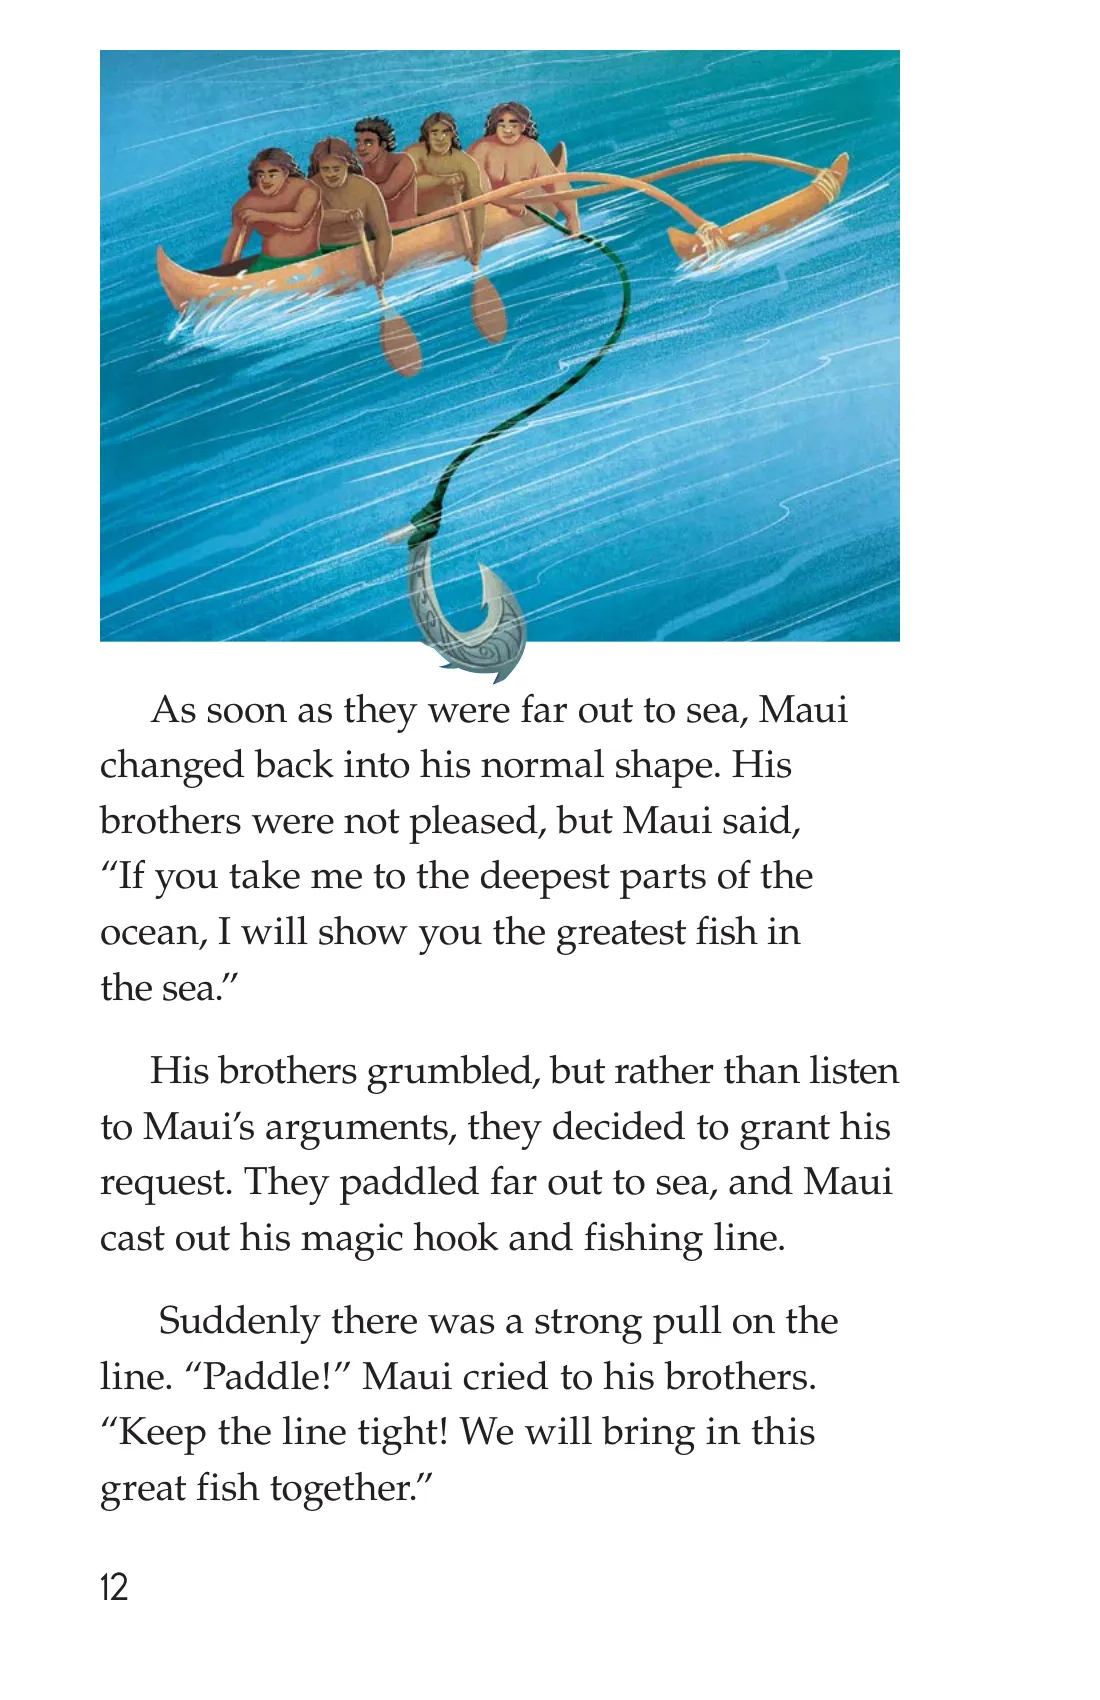 As soon as they were far out to sea, Maui
changed back into his normal shape. His
brothers were not pleased, but Maui said,
“If you take me to the deepest parts of the
ocean, I will show you the greatest fish in
the sea.”
His brothers grumbled, but rather than listen
to Maui’s arguments, they decided to grant his
request. They paddled far out to sea, and Maui
cast out his magic hook and fishing line.
Suddenly there was a strong pull on the
line. “Paddle!” Maui cried to his brothers.
“Keep the line tight! We will bring in this
great fish together.”
12